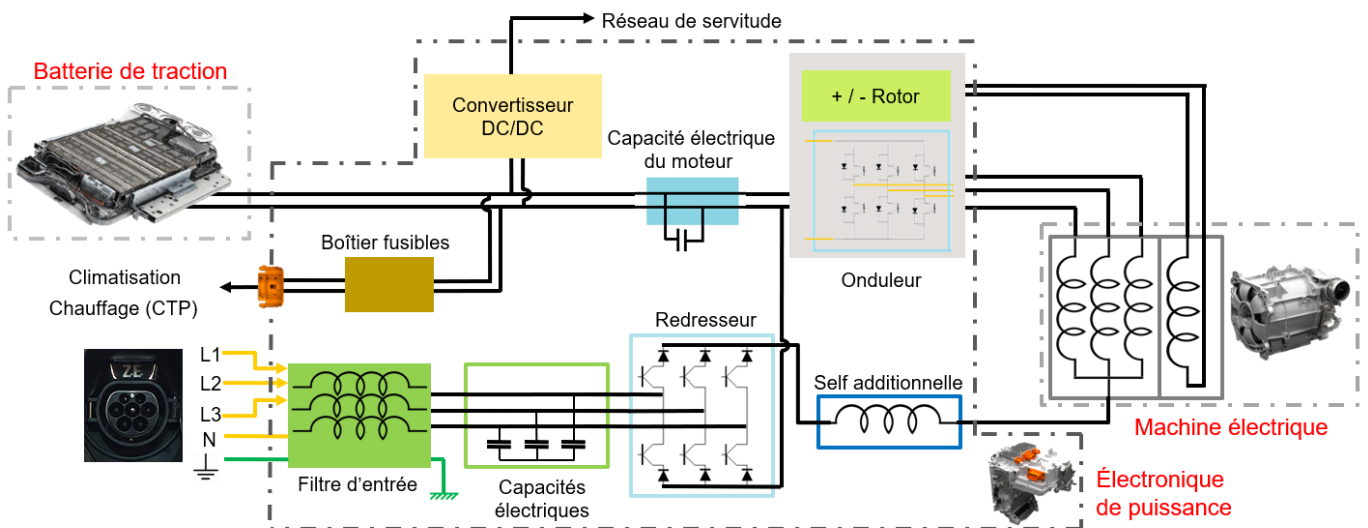 Réseau de servitude
Batterie de traction
Convertisseur
DC/DC
+ / - Rotor
Capacité électrique
du moteur
Boîtier fusibles
Onduleur
Climatisation
Chauffage (CTP)
Redresseur
ZE
L1
L2
L3
N
Self additionnelle
Machine électrique
Filtre d'entrée
Capacités
électriques
Électronique
de puissance